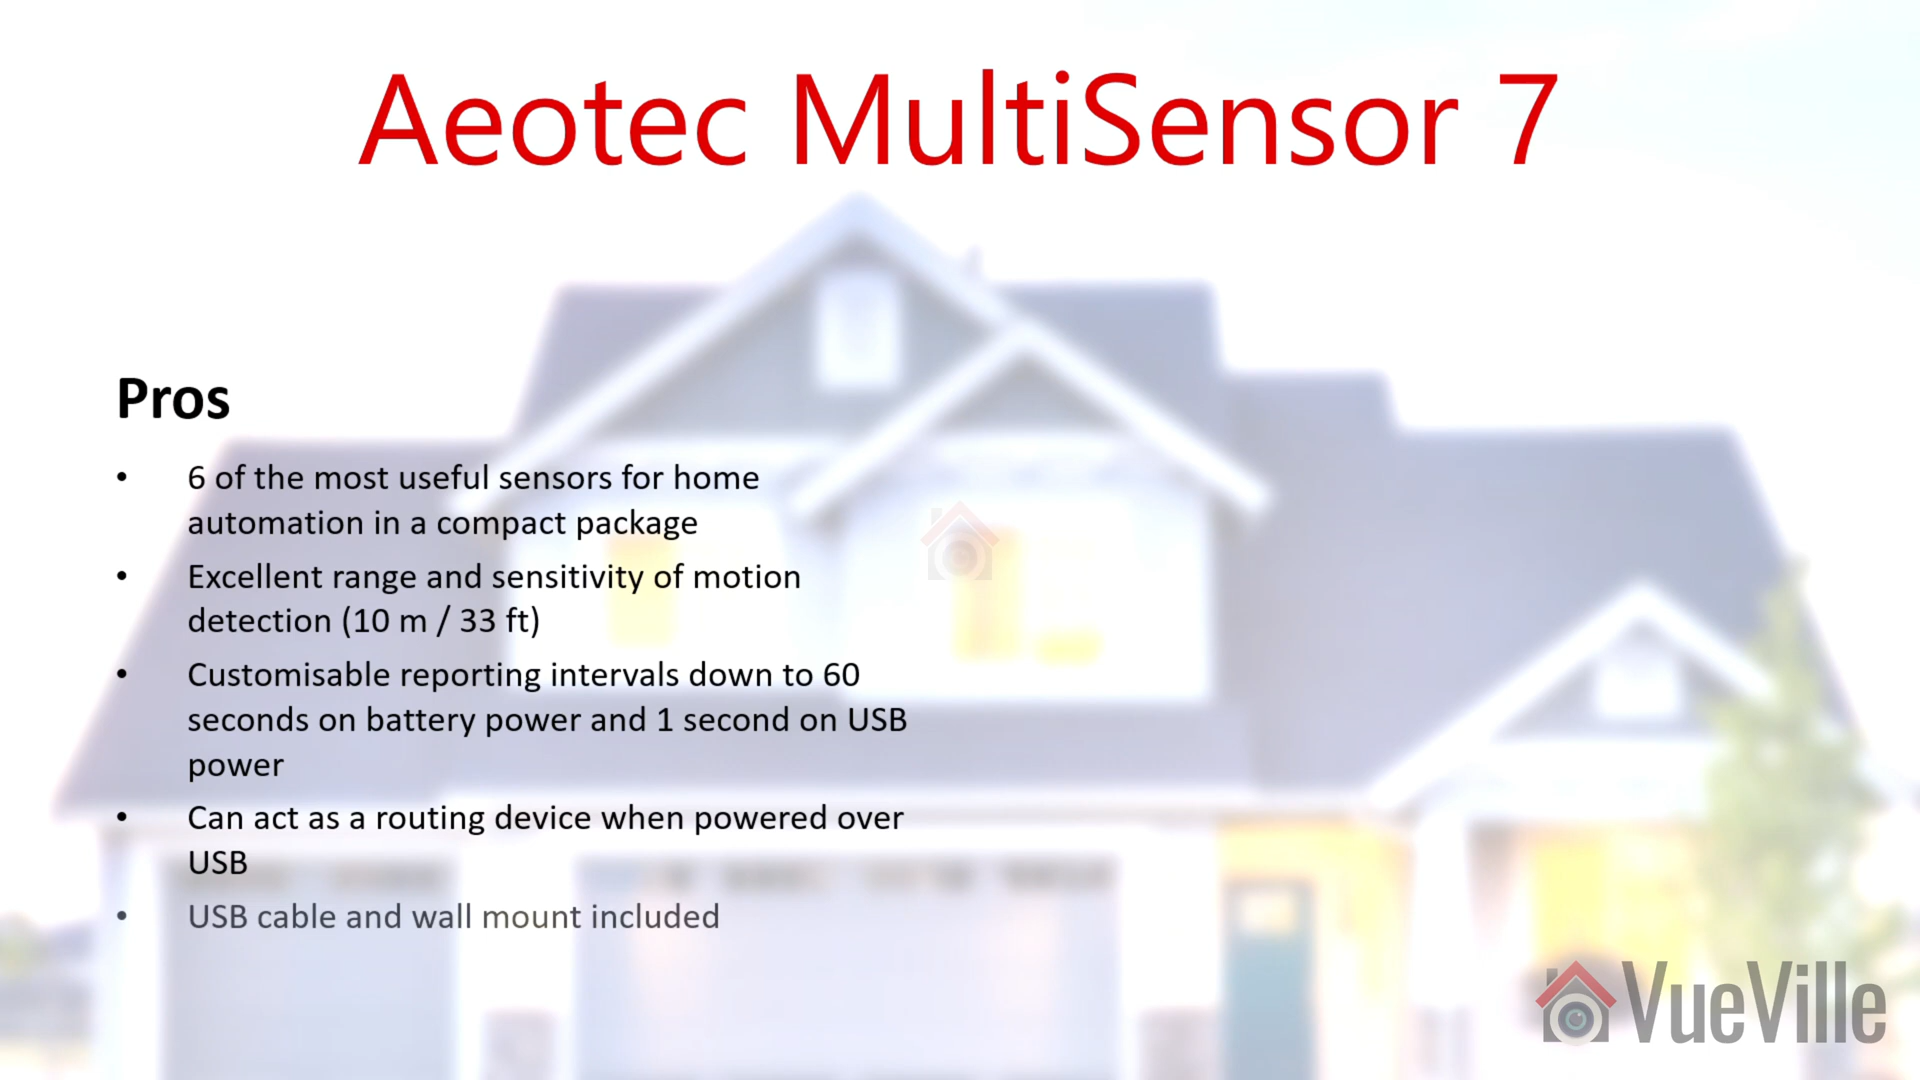 Aeotec MultiSensor 7
Pros
• 6 of the most useful sensors for home
automation in a compact package
• Excellent range and sensitivity of motion
detection (10 m / 33 ft)
• Customisable reporting intervals down to 60
seconds on battery power and 1 second on USB
power
• Can act as a routing device when powered over
USB
• USB cable and wall mount included
VueVille